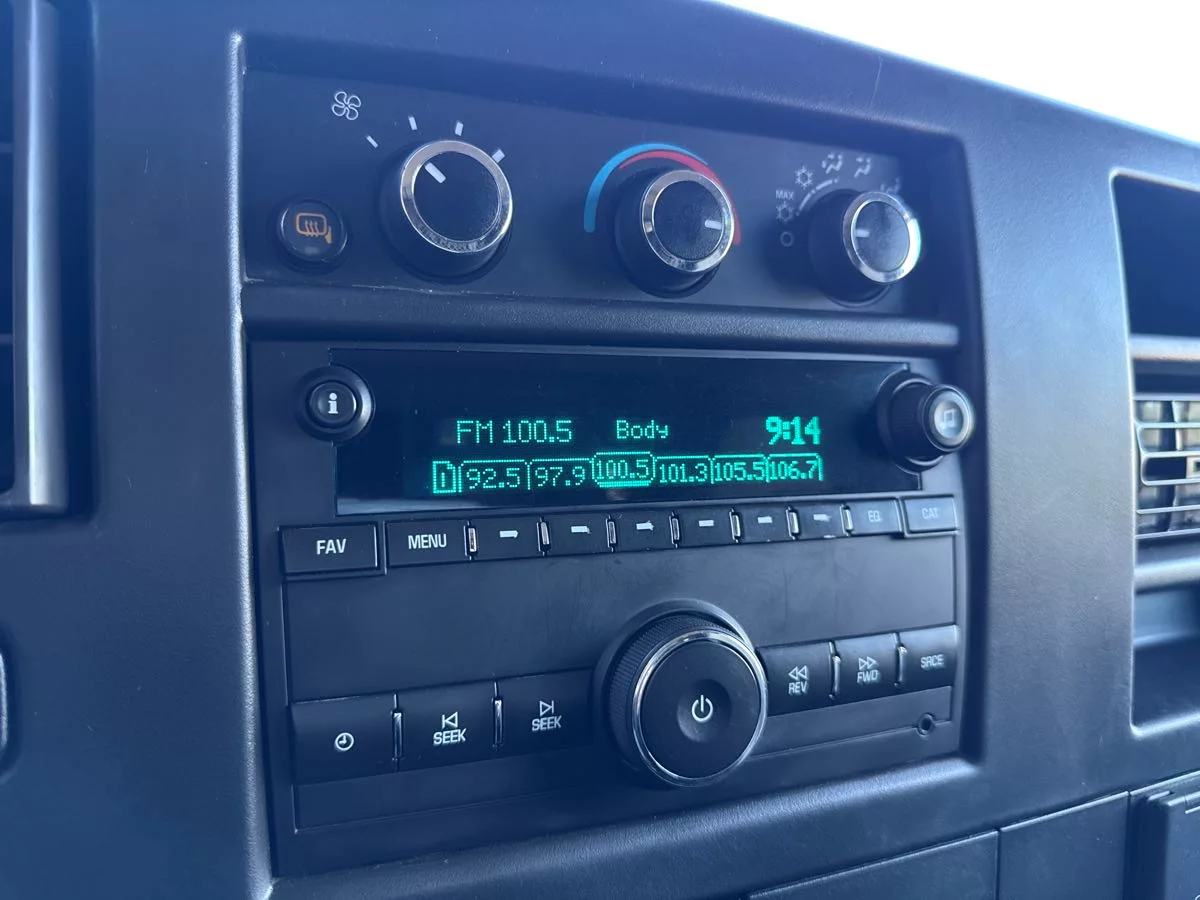 MAX
i
FM 100.5 Body 9:14
1 92.5 97.9 100.5 101.3 105.5 106.7
FAV MENU EQ CAT
SEEK SEEK REV FWD SRCE